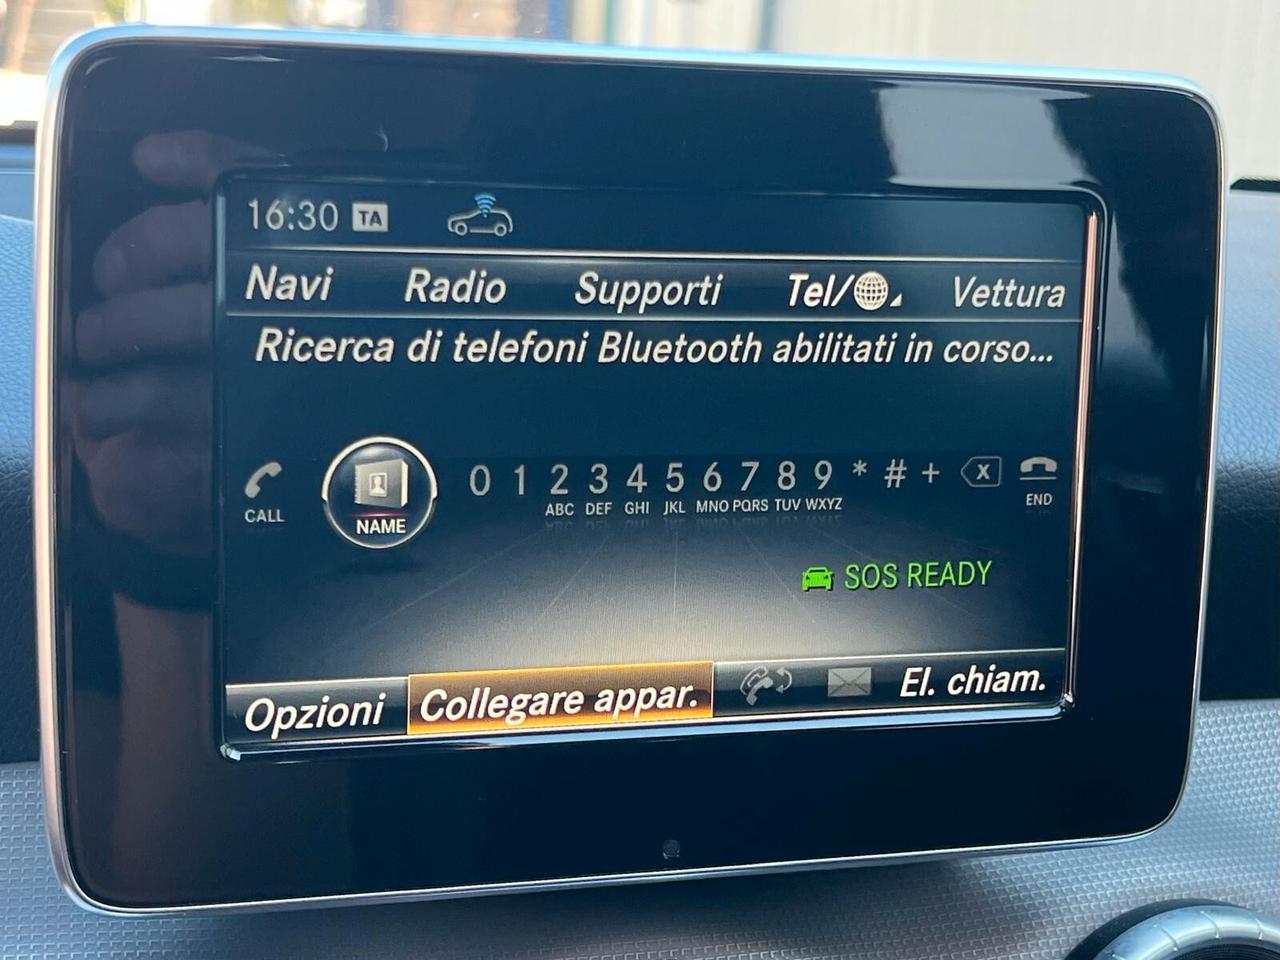 16:30 TA
Navi Radio Supporti Tel/ Vettura
Ricerca di telefoni Bluetooth abilitati in corso...
CALL NAME 0 1 2 3 4 5 6 7 8 9 * # + X END
ABC DEF GHI JKL MNO PQRS TUV WXYZ
SOS READY
Opzioni Collegare appar. El. chiam.